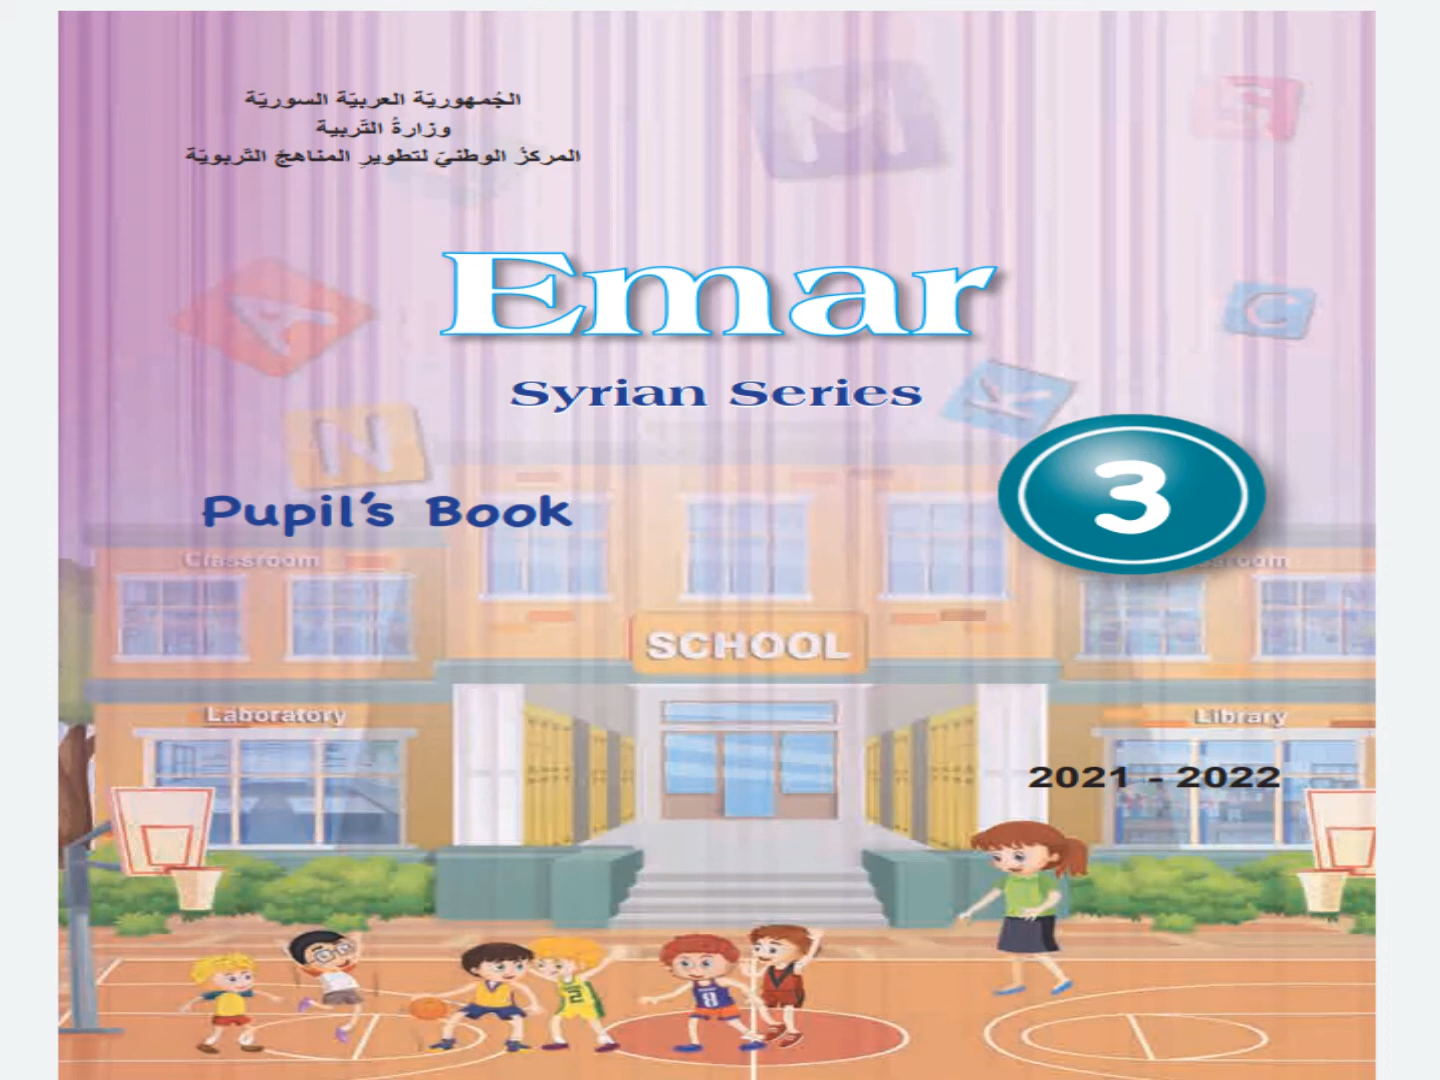 الجُمهوريّة العربيّة السوريّة
وزارةُ التَّربية
المركزُ الوطنيّ لتطويرِ المناهجُ التَّربويّة
M
A
C
K
N
Emar
Syrian Series
3
Pupil's Book
Classroom
SCHOOL
Laboratory
Library
2021 - 2022
8